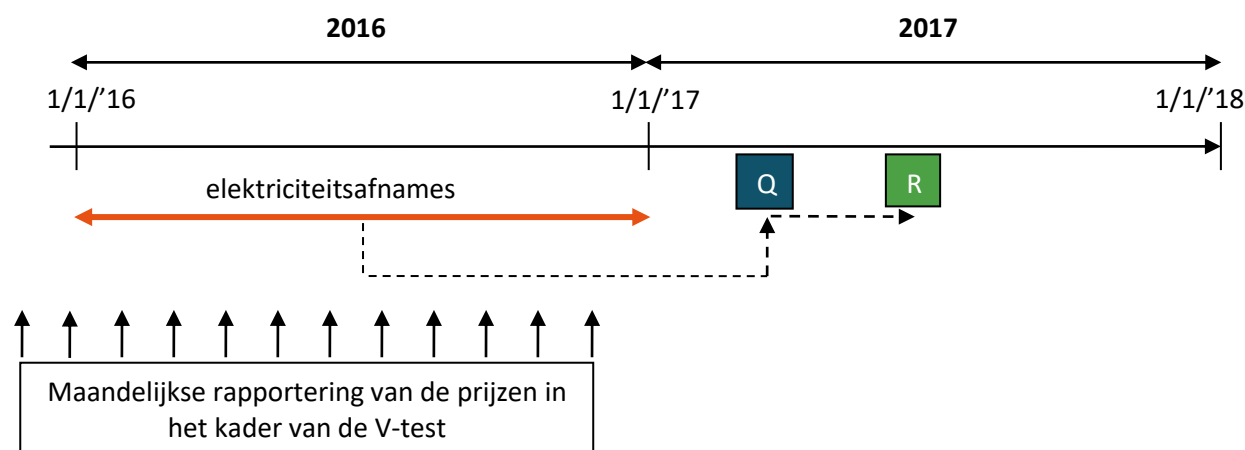 2016 2017
1/1/'16 1/1/'17 1/1/'18
elektriciteitsafnames Q R
Maandelijkse rapportering van de prijzen in
het kader van de V-test